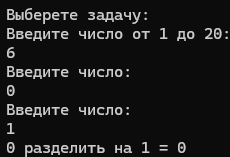 Выберете задачу:
Введите число от 1 до 20:
6
Введите число:
0
Введите число:
1
0 разделить на 1 = 0